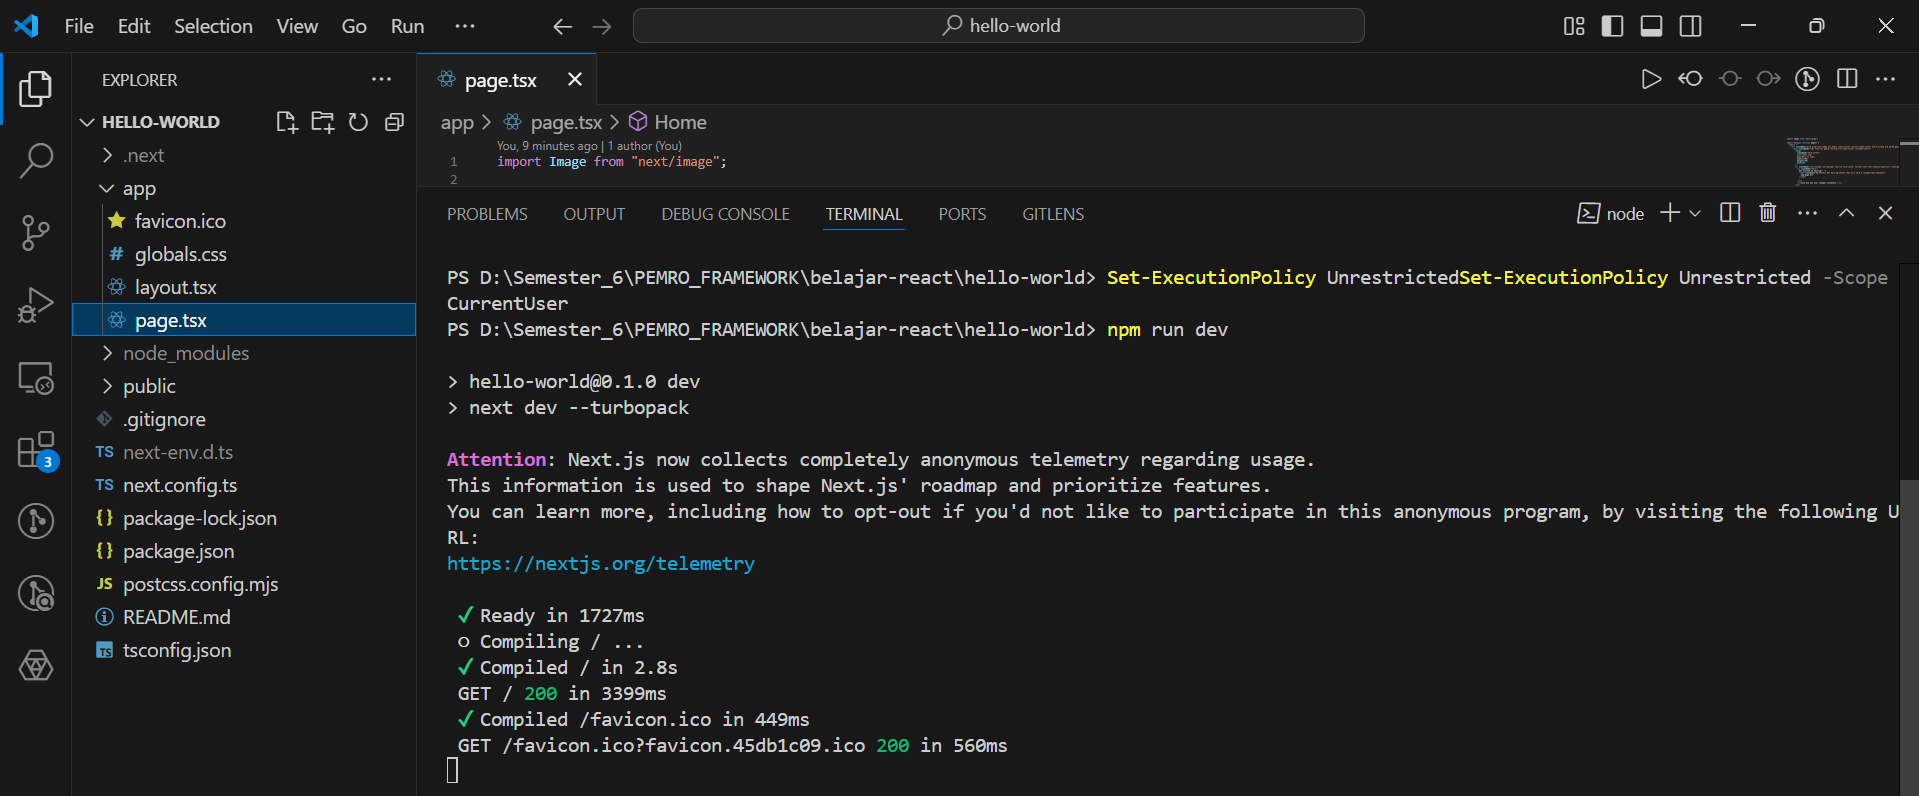 File Edit Selection View Go Run ··· hello-world
EXPLORER ···
HELLO-WORLD
.next
app
favicon.ico
# globals.css
layout.tsx
page.tsx
node_modules
public
.gitignore
TS next-env.d.ts
TS next.config.ts
{} package-lock.json
{} package.json
JS postcss.config.mjs
README.md
TS tsconfig.json
3
page.tsx
app > page.tsx > Home
You, 9 minutes ago | 1 author (You)
1 import Image from "next/image";
2
PROBLEMS OUTPUT DEBUG CONSOLE TERMINAL PORTS GITLENS node
PS D:\Semester_6\PEMRO_FRAMEWORK\belajar-react\hello-world> Set-ExecutionPolicy UnrestrictedSet-ExecutionPolicy Unrestricted -Scope
CurrentUser
PS D:\Semester_6\PEMRO_FRAMEWORK\belajar-react\hello-world> npm run dev
> hello-world@0.1.0 dev
> next dev --turbopack
Attention: Next.js now collects completely anonymous telemetry regarding usage.
This information is used to shape Next.js' roadmap and prioritize features.
You can learn more, including how to opt-out if you'd not like to participate in this anonymous program, by visiting the following U
RL:
https://nextjs.org/telemetry
✓ Ready in 1727ms
○ Compiling / ...
✓ Compiled / in 2.8s
GET / 200 in 3399ms
✓ Compiled /favicon.ico in 449ms
GET /favicon.ico?favicon.45db1c09.ico 200 in 560ms